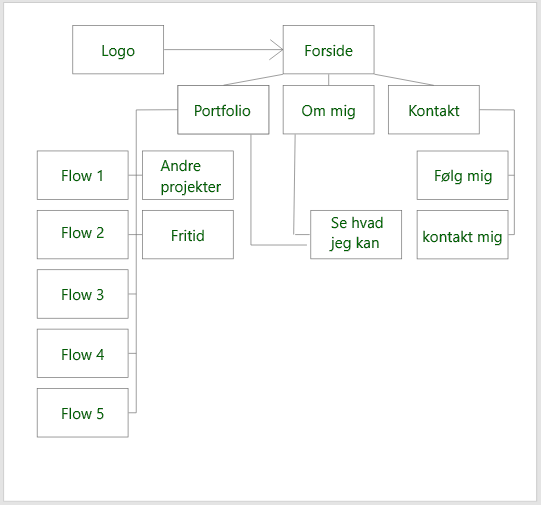 Logo
Forside
Portfolio
Om mig
Kontakt
Flow 1
Andre
projekter
Følg mig
Flow 2
Fritid
Se hvad
jeg kan
kontakt mig
Flow 3
Flow 4
Flow 5